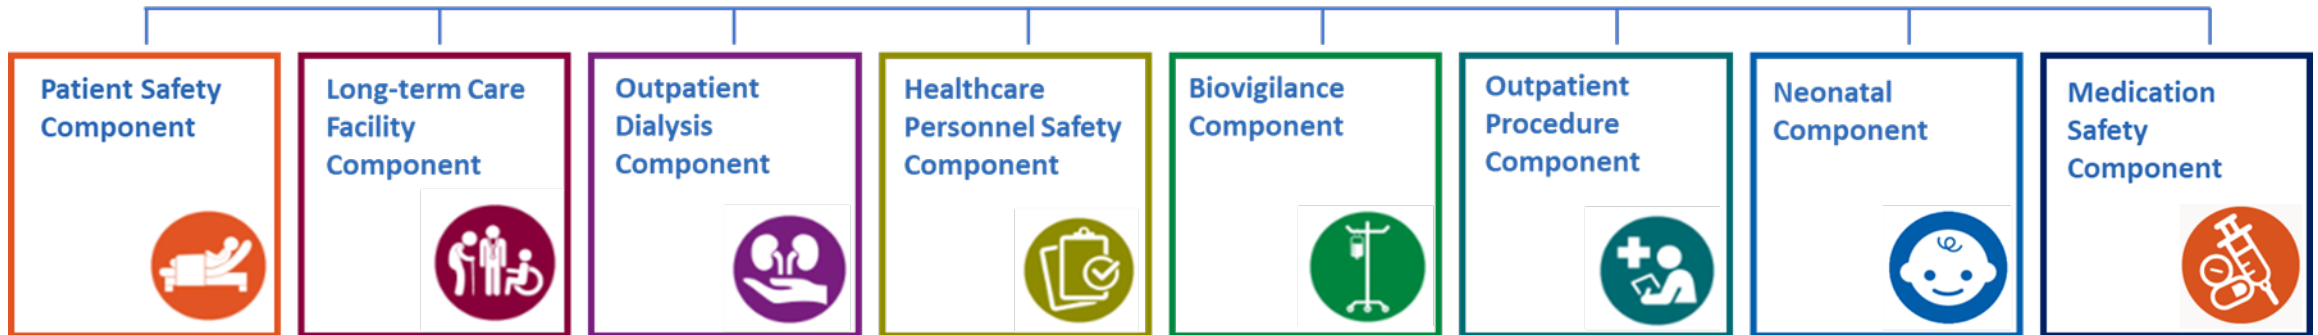 Patient Safety
Component
Long-term Care
Facility
Component
Outpatient
Dialysis
Component
Healthcare
Personnel Safety
Component
Biovigilance
Component
Outpatient
Procedure
Component
Neonatal
Component
Medication
Safety
Component